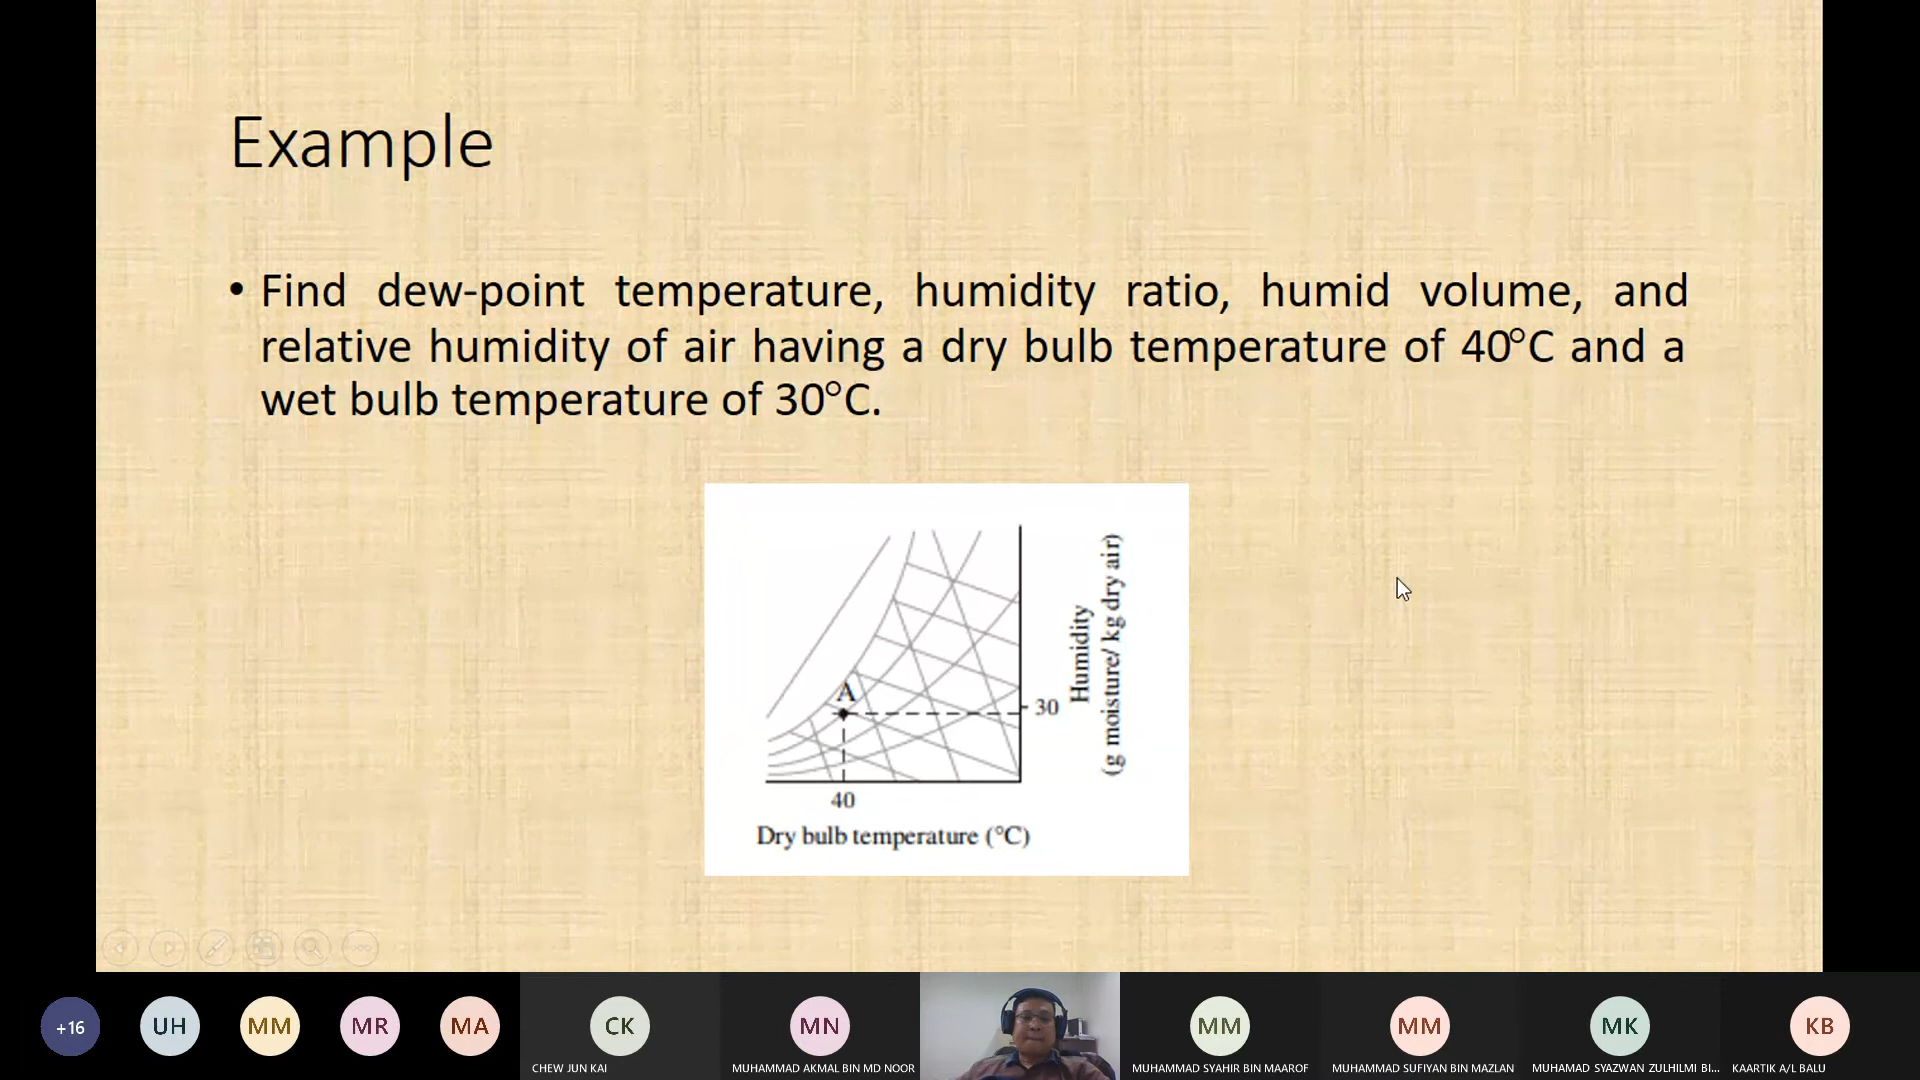 Example
• Find dew-point temperature, humidity ratio, humid volume, and
relative humidity of air having a dry bulb temperature of 40°C and a
wet bulb temperature of 30°C.
A
30
Humidity
(g moisture/ kg dry air)
40
Dry bulb temperature (°C)
+16
UH
MM
MR
MA
CK
CHEW JUN KAI
MN
MUHAMMAD AKMAL BIN MD NOOR
MM
MUHAMMAD SYAHIR BIN MAAROF
MM
MUHAMMAD SUFIYAN BIN MAZLAN
MK
MUHAMAD SYAZWAN ZULHILMI BI...
KB
KAARTIK A/L BALU